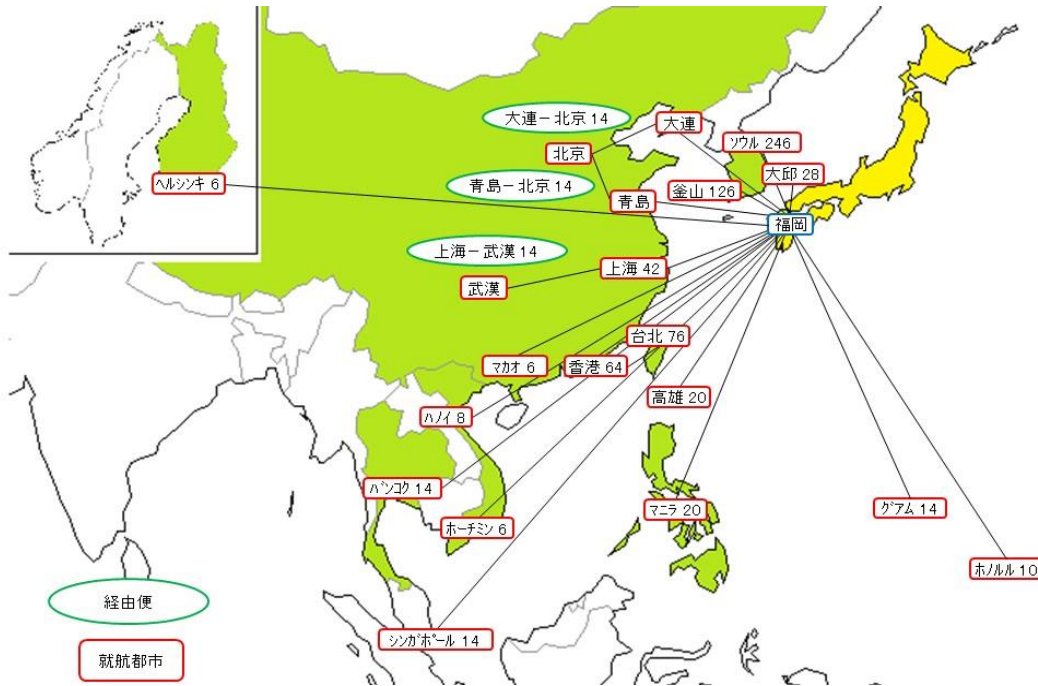 大連－北京 14
大連
ソウル 246
北京
大邱 28
ヘルシンキ 6
青島－北京 14
青島
釜山 126
福岡
上海－武漢 14
上海 42
武漢
台北 76
マカオ 6
香港 64
高雄 20
ハノイ 8
バンコク 14
マニラ 20
グアム 14
ホーチミン 6
ホノルル 10
経由便
シンガポール 14
就航都市